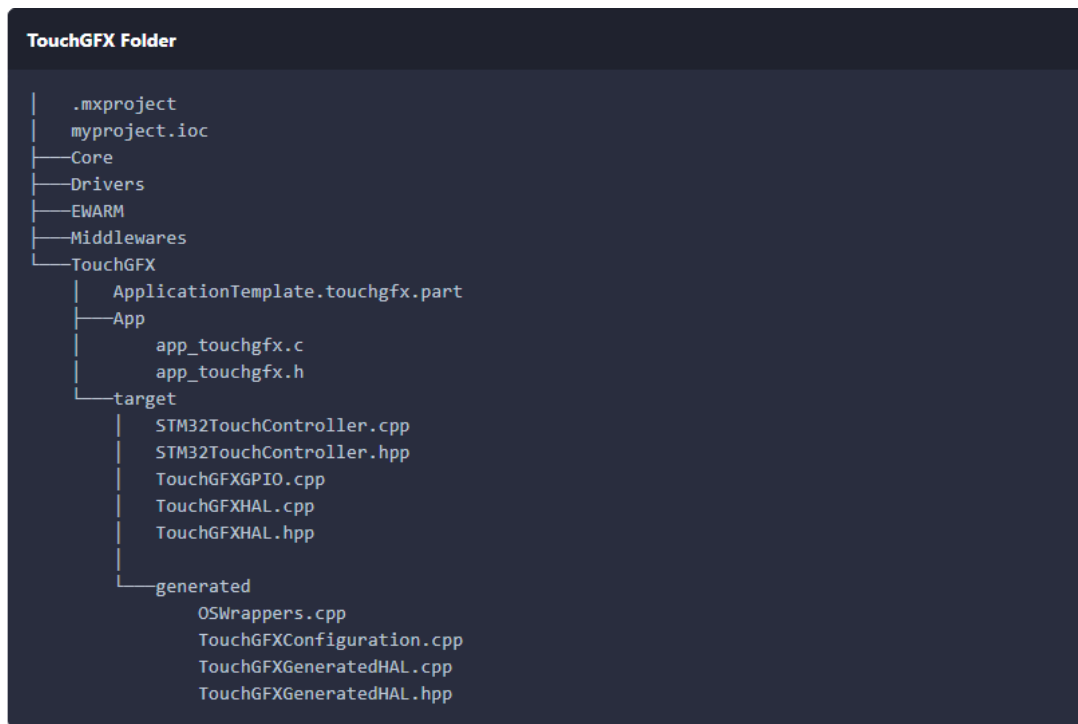 TouchGFX Folder
│   .mxproject
│   myproject.ioc
├───Core
├───Drivers
├───EWARM
├───Middlewares
└───TouchGFX
    │   ApplicationTemplate.touchgfx.part
    ├───App
    │       app_touchgfx.c
    │       app_touchgfx.h
    └───target
        │   STM32TouchController.cpp
        │   STM32TouchController.hpp
        │   TouchGFXGPIO.cpp
        │   TouchGFXHAL.cpp
        │   TouchGFXHAL.hpp
        │
        └───generated
                OSWrappers.cpp
                TouchGFXConfiguration.cpp
                TouchGFXGeneratedHAL.cpp
                TouchGFXGeneratedHAL.hpp